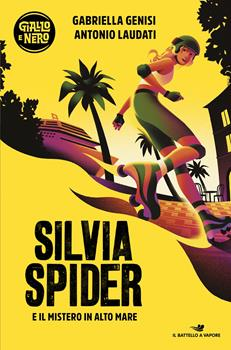 GIALLO
E NERO
GABRIELLA GENISI
ANTONIO LAUDATI
SILVIA
SPIDER
E IL MISTERO IN ALTO MARE
IL BATTELLO A VAPORE